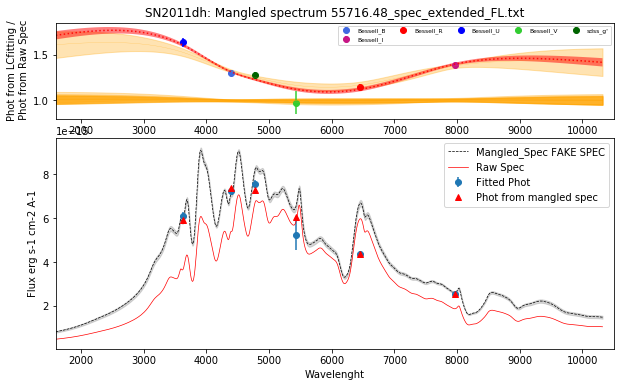 SN2011dh: Mangled spectrum 55716.48_spec_extended_FL.txt
Phot from LCfitting /
Phot from Raw Spec
1.5
1.0
Bessell_B
Bessell_R
Bessell_U
Bessell_V
sdss_g'
Bessell_I
2000 3000 4000 5000 6000 7000 8000 9000 10000
Flux erg s-1 cm-2 A-1
8
6
4
2
Mangled_Spec FAKE SPEC
Raw Spec
Fitted Phot
Phot from mangled spec
2000 3000 4000 5000 6000 7000 8000 9000 10000
Wavelenght